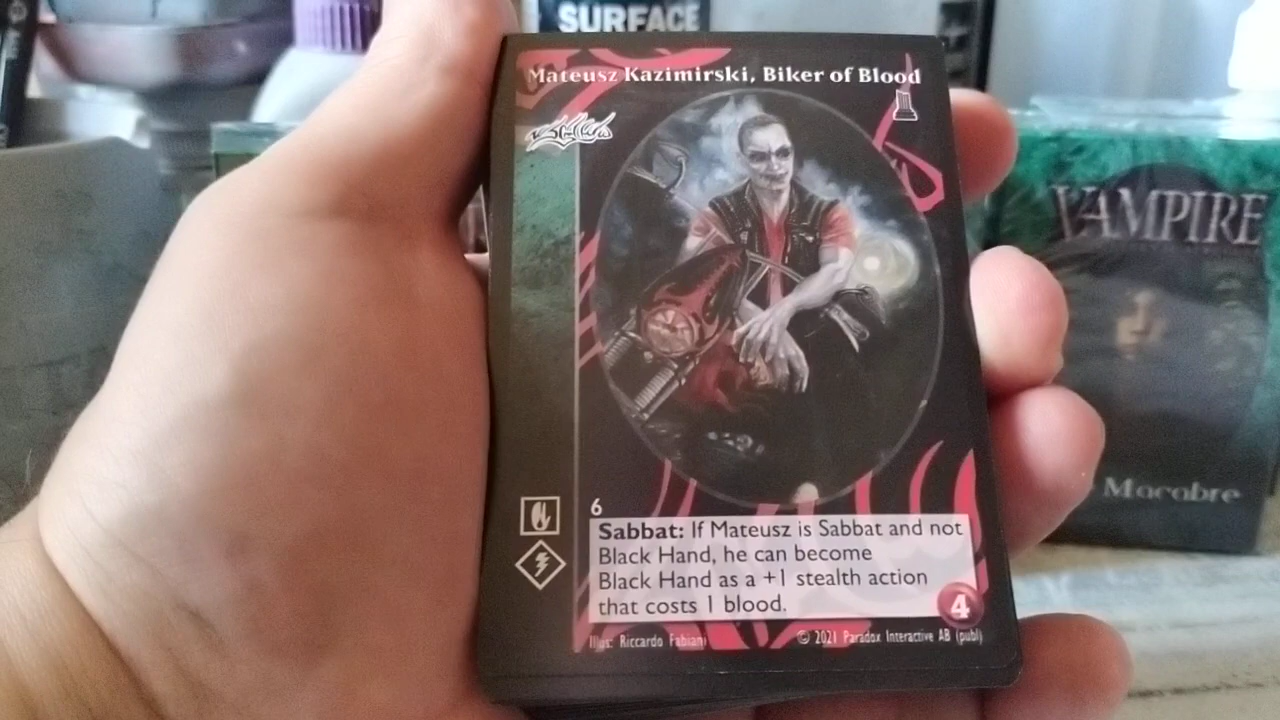 SURFACE
Mateusz Kazimirski, Biker of Blood
VAMPIRE
Macabre
6
Sabbat: If Mateusz is Sabbat and not
Black Hand, he can become
Black Hand as a +1 stealth action
that costs 1 blood.
4
Illus: Riccardo Fabiani
© 2021 Paradox Interactive AB (publ)